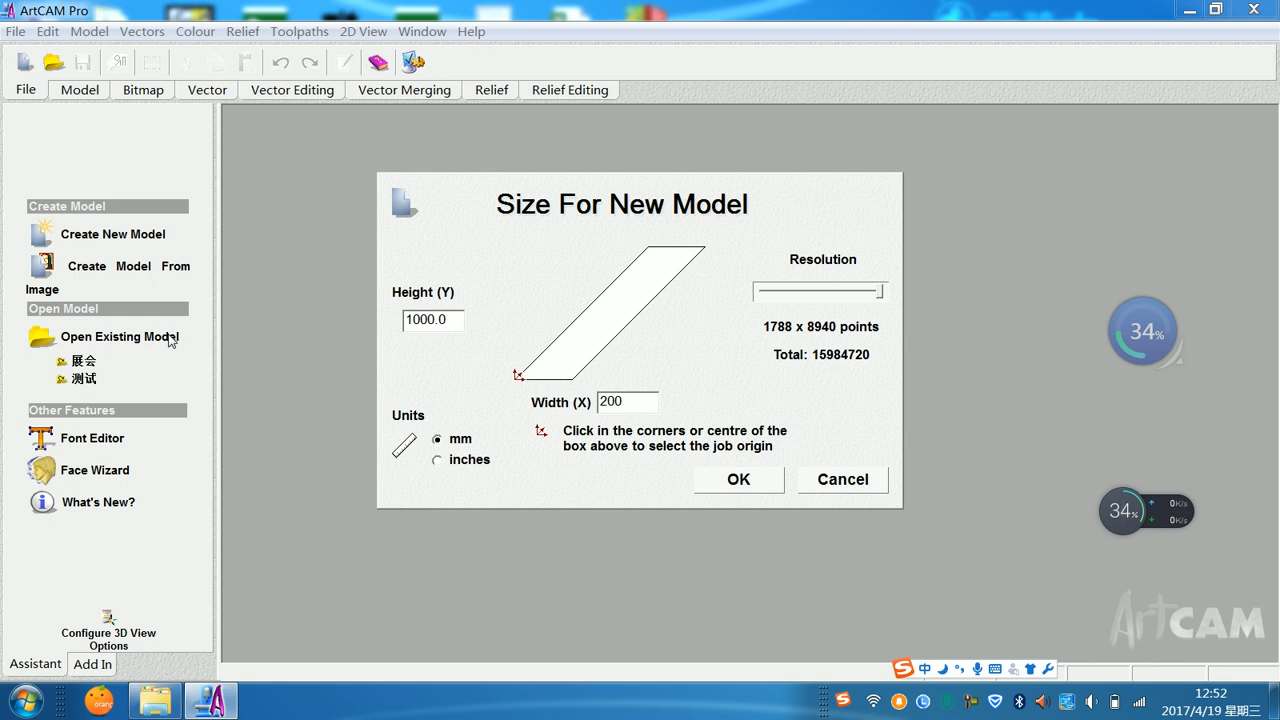 ArtCAM Pro
File Edit Model Vectors Colour Relief Toolpaths 2D View Window Help
File Model Bitmap Vector Vector Editing Vector Merging Relief Relief Editing
Create Model
Create New Model
Create Model From
Image
Open Model
Open Existing Model
展会
测试
Other Features
Font Editor
Face Wizard
What's New?
Configure 3D View
Options
Assistant Add In
Size For New Model
Height (Y)
1000.0
Resolution
1788 x 8940 points
Total: 15984720
Width (X) 200
Units
mm
inches
Click in the corners or centre of the
box above to select the job origin
OK Cancel
34%
34% 0K/s
0K/s
ArtCAM
中
orang
12:52
2017/4/19 星期三